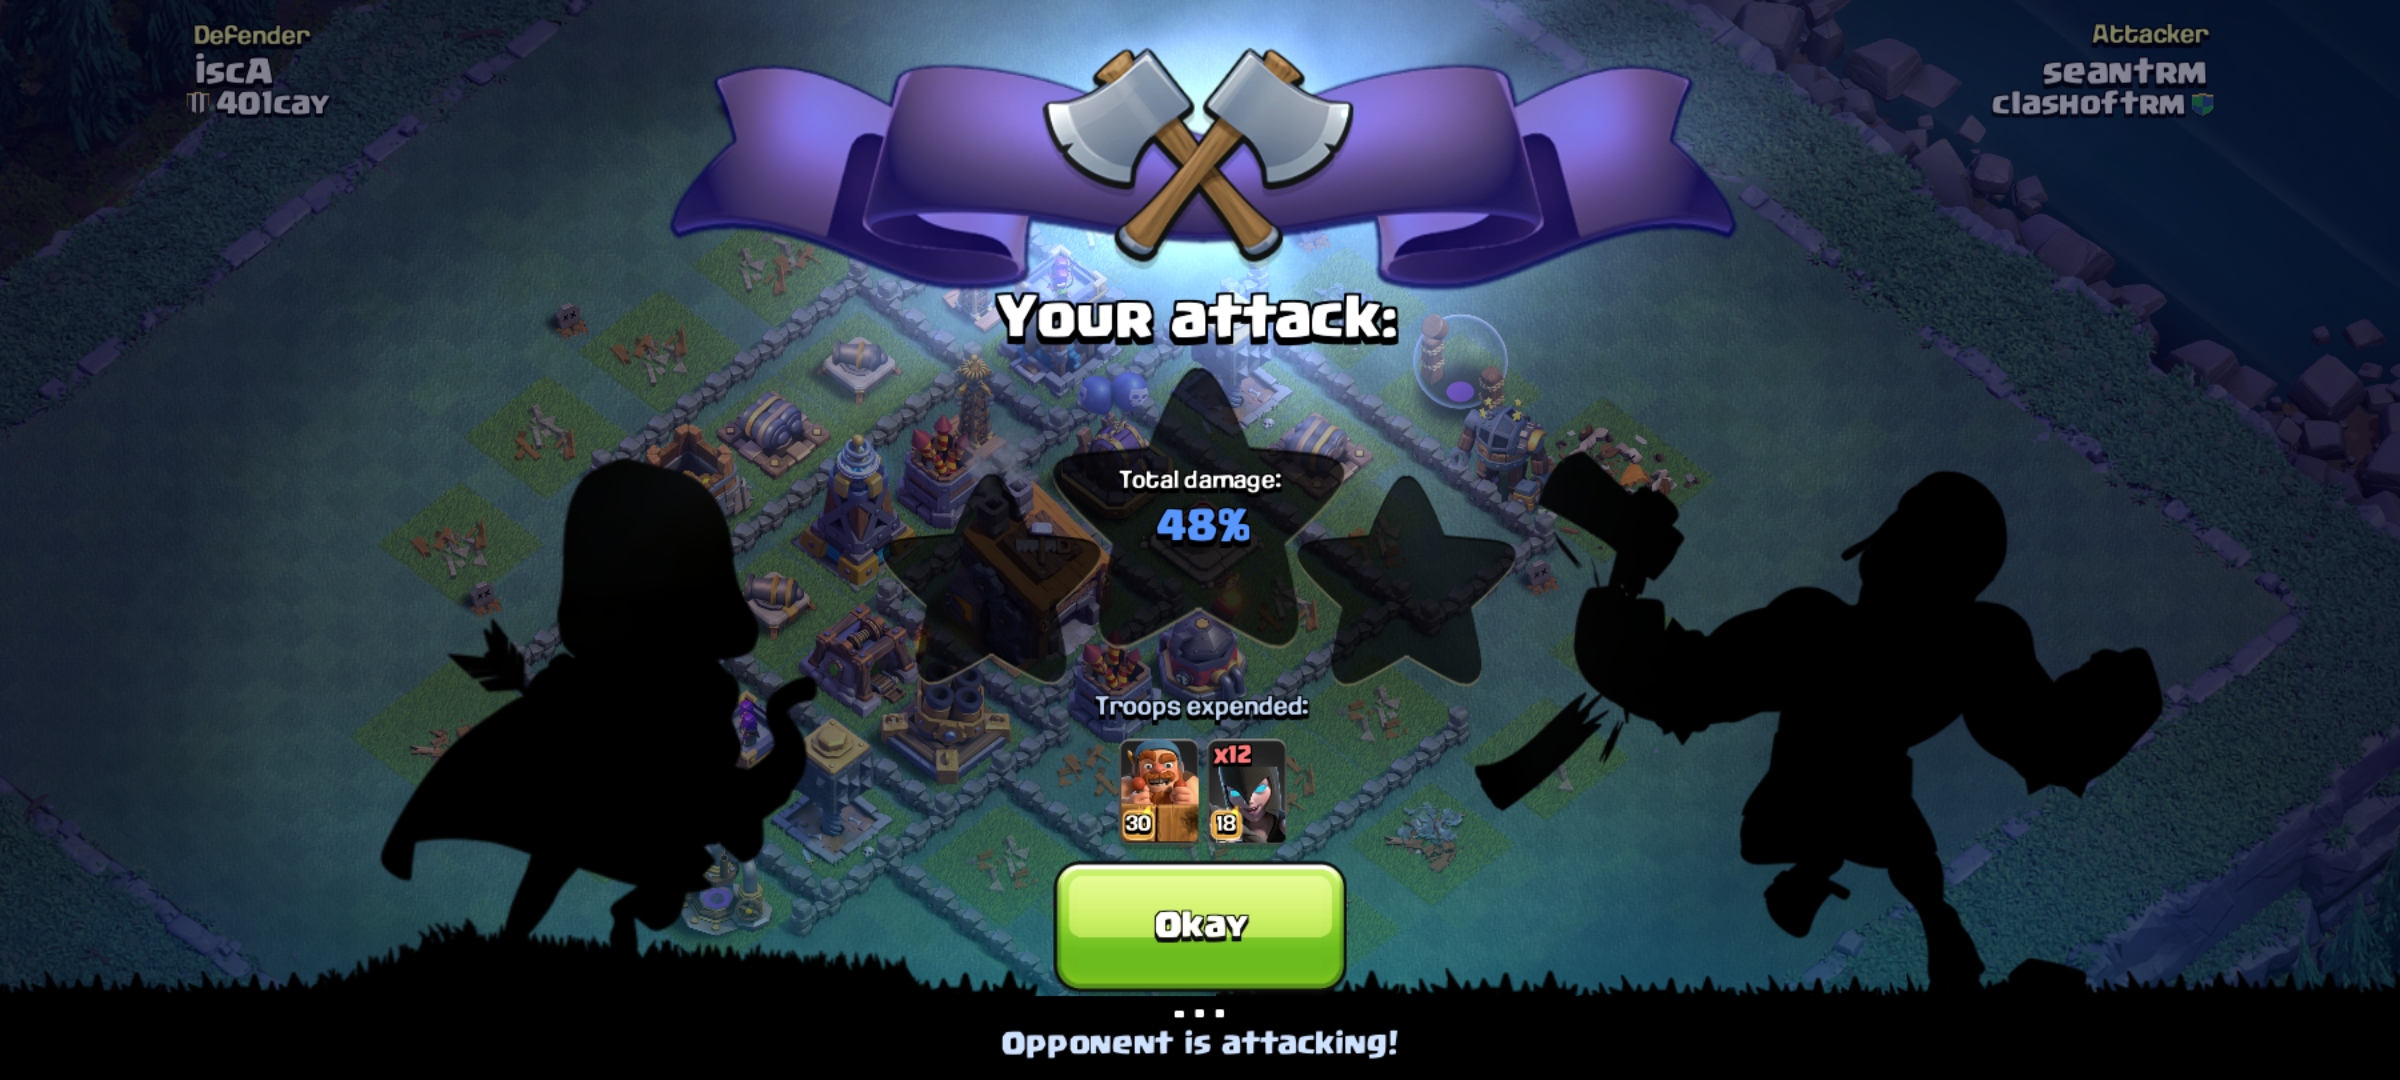 Defender
iscA
401cay
Attacker
seantrm
clashoftrm
Your attack:
Total damage:
48%
Troops expended:
x12
30
18
Okay
...
Opponent is attacking!